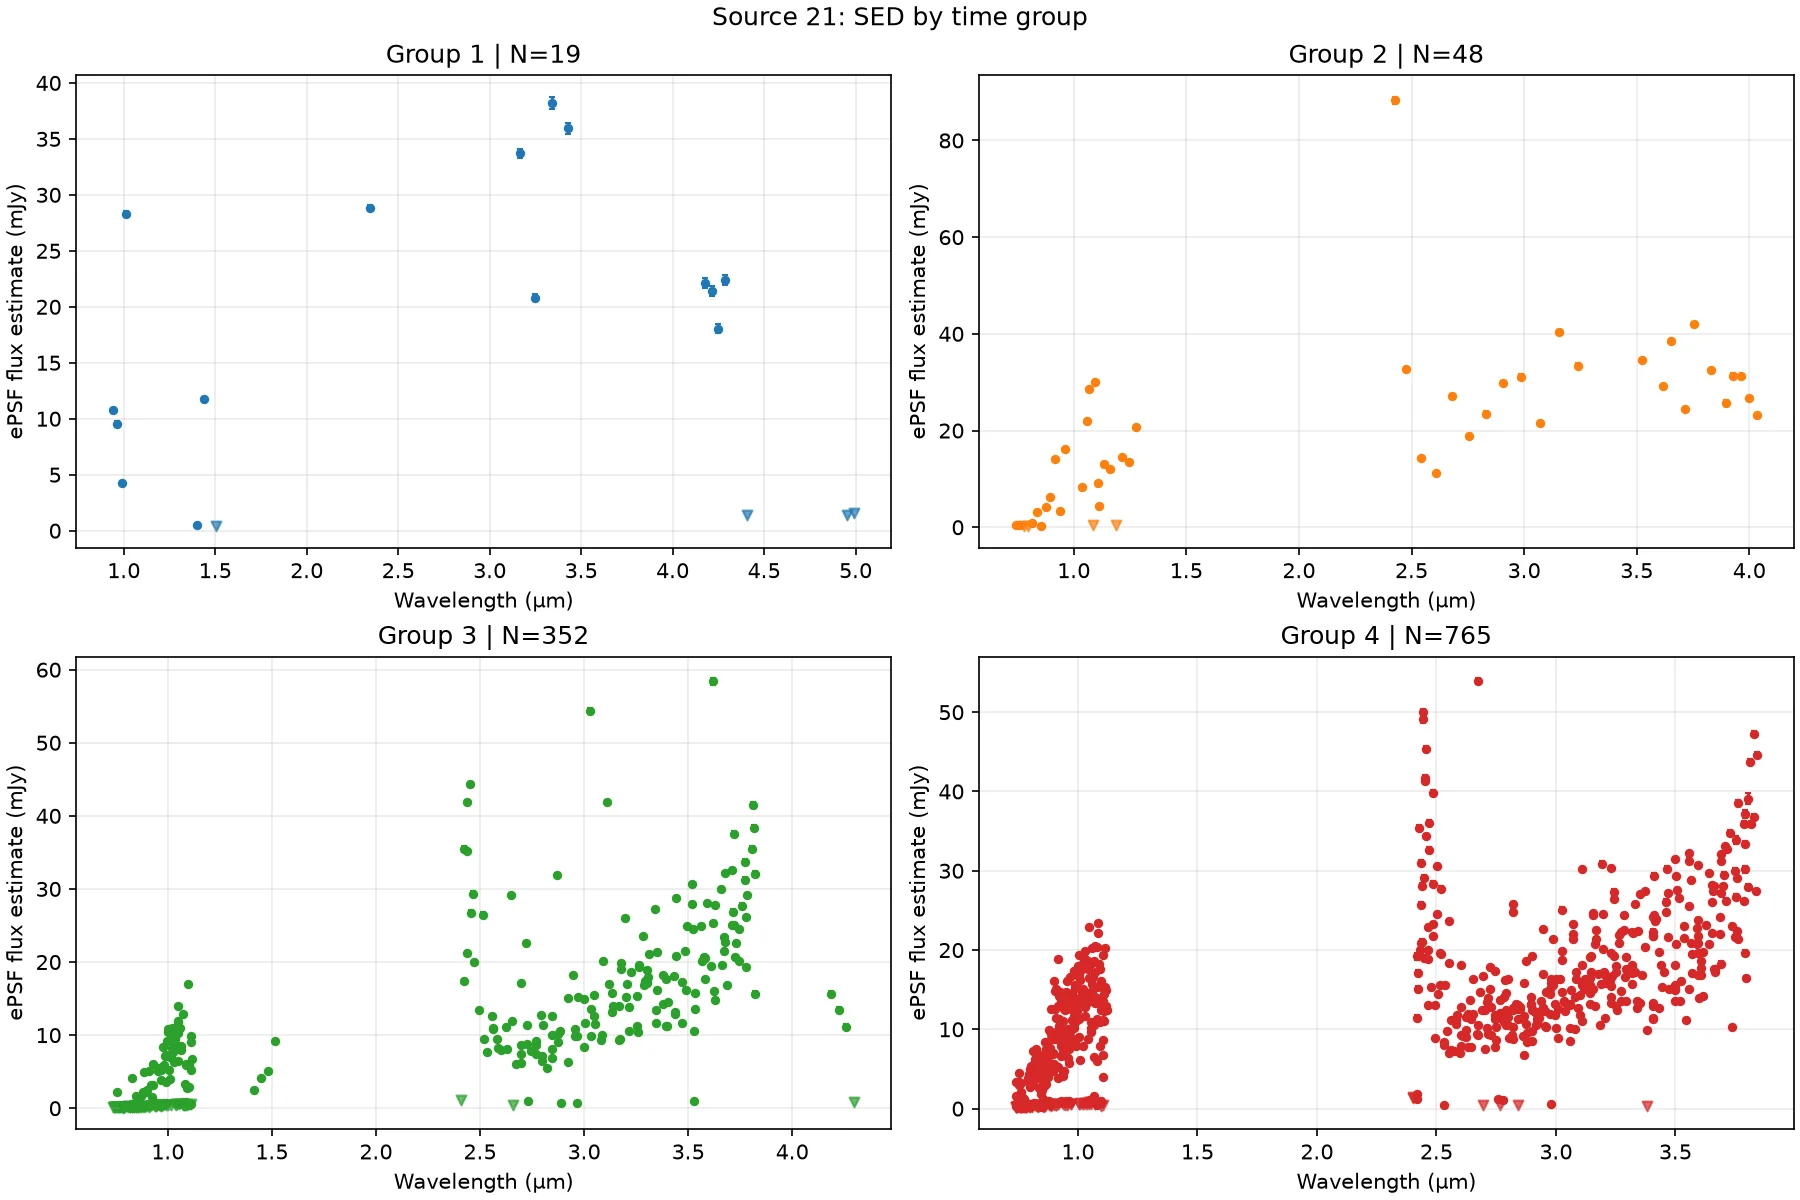 Source 21: SED by time group
Group 1 | N=19
40
35
30
25
20
15
10
5
0
ePSF flux estimate (mJy)
1.0 1.5 2.0 2.5 3.0 3.5 4.0 4.5 5.0
Wavelength (µm)
Group 2 | N=48
80
60
40
20
0
ePSF flux estimate (mJy)
1.0 1.5 2.0 2.5 3.0 3.5 4.0
Wavelength (µm)
Group 3 | N=352
60
50
40
30
20
10
0
ePSF flux estimate (mJy)
1.0 1.5 2.0 2.5 3.0 3.5 4.0
Wavelength (µm)
Group 4 | N=765
50
40
30
20
10
0
ePSF flux estimate (mJy)
1.0 1.5 2.0 2.5 3.0 3.5
Wavelength (µm)